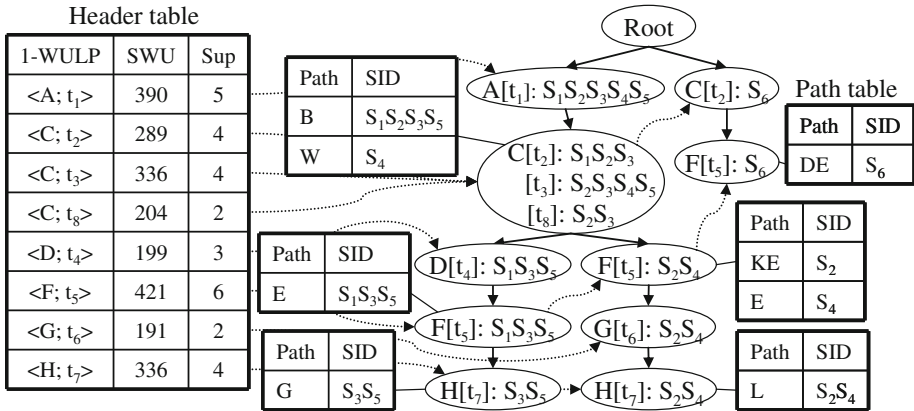 Header table
1-WULP SWU Sup
<A; t₁> 390 5
<C; t₂> 289 4
<C; t₃> 336 4
<C; t₈> 204 2
<D; t₄> 199 3
<F; t₅> 421 6
<G; t₆> 191 2
<H; t₇> 336 4
Path SID
B S₁S₂S₃S₅
W S₄
Root
A[t₁]: S₁S₂S₃S₄S₅
C[t₂]: S₆
Path table
Path SID
DE S₆
C[t₂]: S₁S₂S₃
[t₃]: S₂S₃S₄S₅
[t₈]: S₂S₃
F[t₅]: S₆
Path SID
E S₁S₃S₅
D[t₄]: S₁S₃S₅
F[t₅]: S₂S₄
Path SID
KE S₂
E S₄
F[t₅]: S₁S₃S₅
G[t₆]: S₂S₄
Path SID
G S₃S₅
H[t₇]: S₃S₅
H[t₇]: S₂S₄
Path SID
L S₂S₄